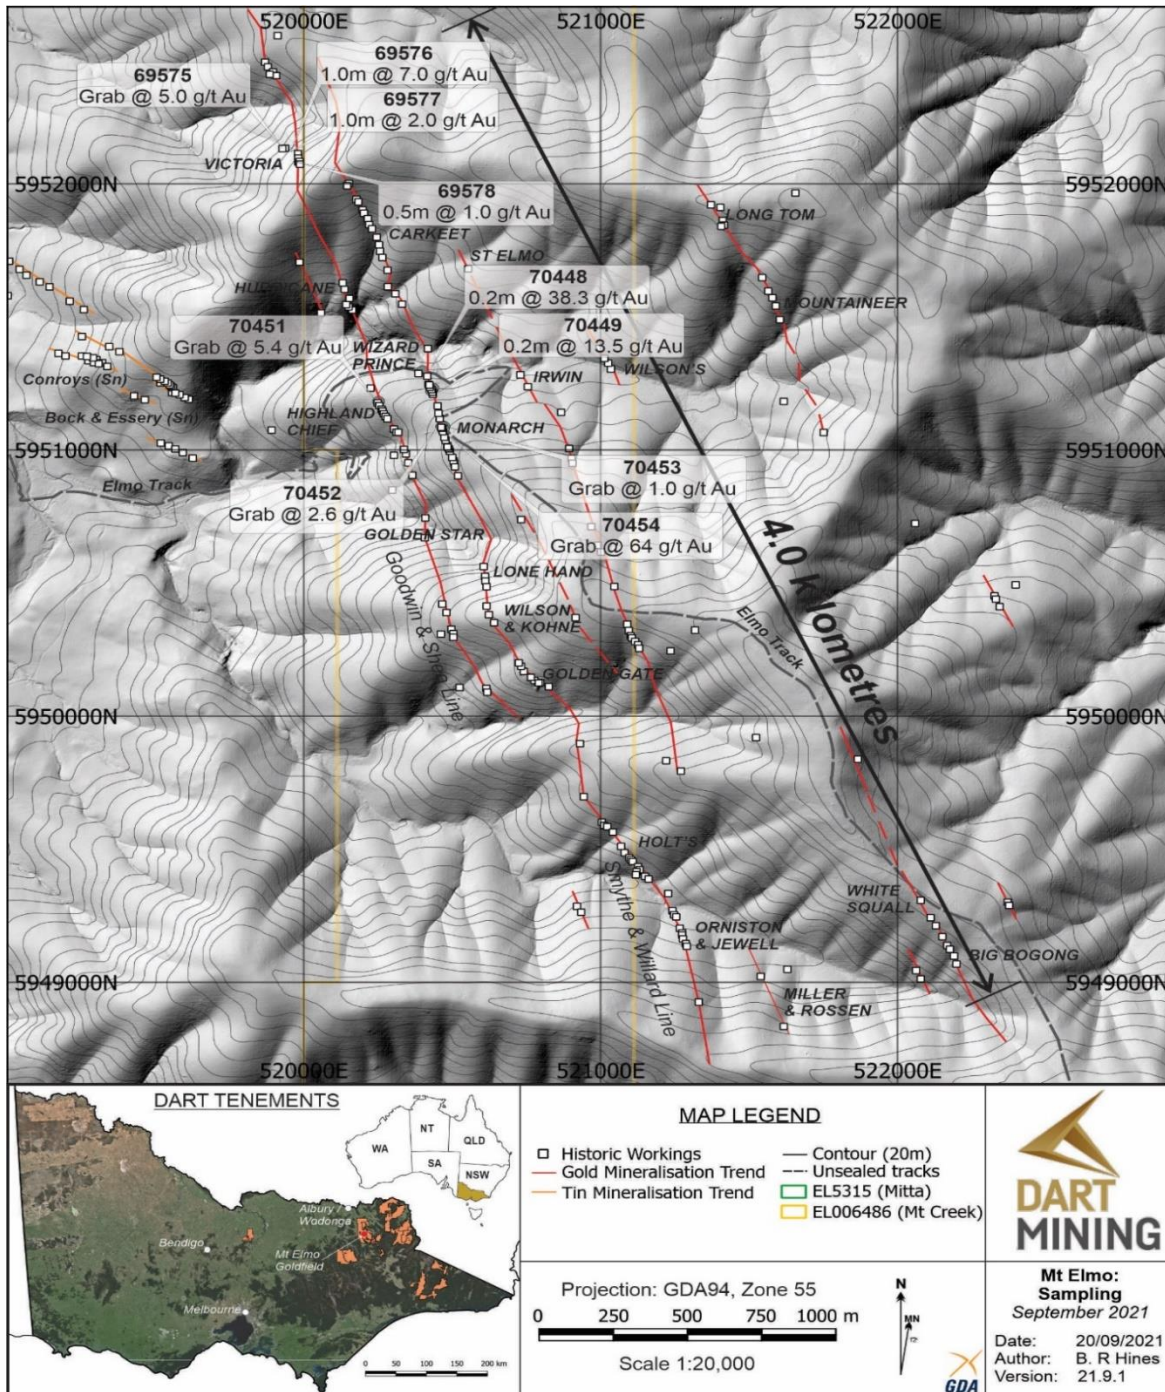 520000E
521000E
522000E
69575
Grab @ 5.0 g/t Au
69576
1.0m @ 7.0 g/t Au
69577
1.0m @ 2.0 g/t Au
VICTORIA
5952000N
5952000N
69578
0.5m @ 1.0 g/t Au
CARKEET
LONG TOM
ST ELMO
HURRICANE
70448
0.2m @ 38.3 g/t Au
MOUNTAINEER
70451
Grab @ 5.4 g/t Au
70449
0.2m @ 13.5 g/t Au
WIZARD
PRINCE
WILSON'S
IRWIN
Conroys (Sn)
Bock & Essery (Sn)
HIGHLAND
CHIEF
MONARCH
5951000N
5951000N
Elmo Track
70452
Grab @ 2.6 g/t Au
70453
Grab @ 1.0 g/t Au
70454
Grab @ 64 g/t Au
GOLDEN STAR
4.0 kilometres
LONE HAND
Goodwin & Shea Line
WILSON
& KOHNE
Elmo Track
GOLDEN GATE
5950000N
5950000N
HOLT'S
Smythe & Willard Line
WHITE
SQUALL
ORNISTON
& JEWELL
BIG BOGONG
5949000N
5949000N
MILLER
& ROSSEN
520000E
521000E
522000E
DART TENEMENTS
WA
NT
QLD
SA
NSW
Albury /
Wodonga
Bendigo
Mt Elmo
Goldfield
Melbourne
0 50 100 150 200 km
MAP LEGEND
Historic Workings
Gold Mineralisation Trend
Tin Mineralisation Trend
Contour (20m)
Unsealed tracks
EL5315 (Mitta)
EL006486 (Mt Creek)
Projection: GDA94, Zone 55
0 250 500 750 1000 m
Scale 1:20,000
N
MN
12°
GDA
DART
MINING
Mt Elmo:
Sampling
September 2021
Date: 20/09/2021
Author: B. R Hines
Version: 21.9.1